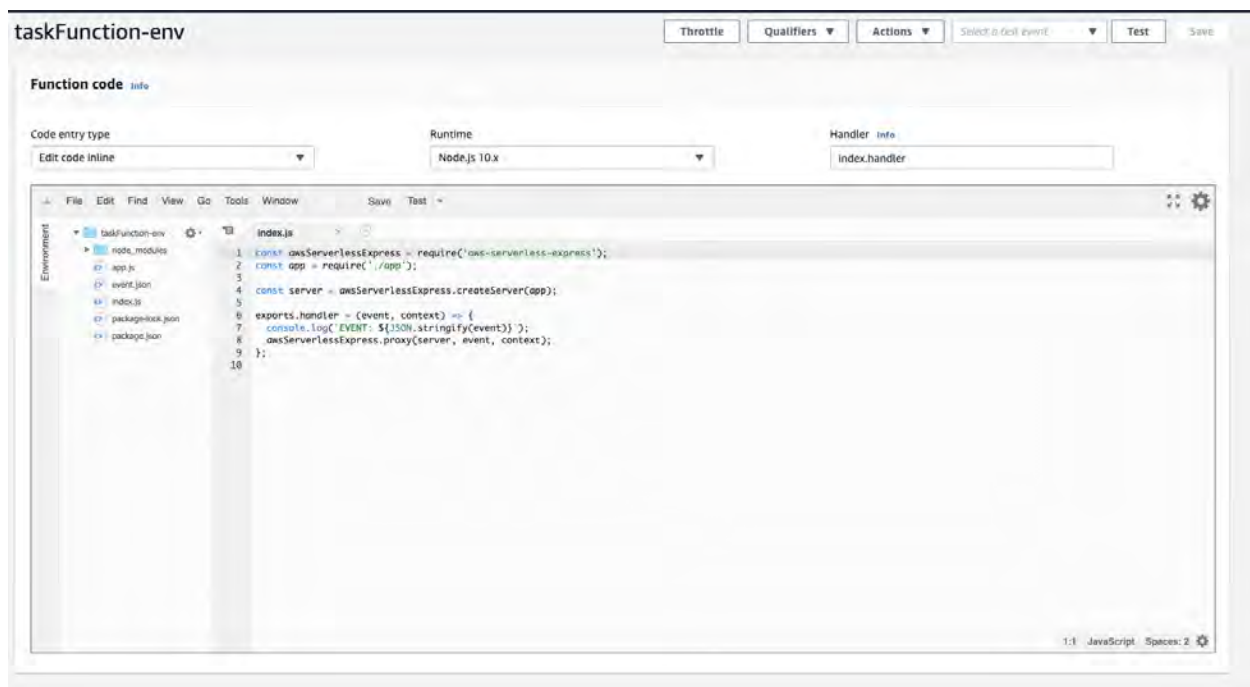 taskFunction-env
Throttle Qualifiers Actions Select a test event Test Save
Function code Info
Code entry type Runtime Handler Info
Edit code inline Node.js 10.x index.handler
File Edit Find View Go Tools Window Save Test
Environment
taskFunction-env
node_modules
app.js
event.json
index.js
package-lock.json
package.json
index.js
1 const awsServerlessExpress = require('aws-serverless-express');
2 const app = require('./app');
3
4 const server = awsServerlessExpress.createServer(app);
5
6 exports.handler = (event, context) => {
7 console.log(`EVENT: ${JSON.stringify(event)}`);
8 awsServerlessExpress.proxy(server, event, context);
9 };
10
1:1 JavaScript Spaces: 2